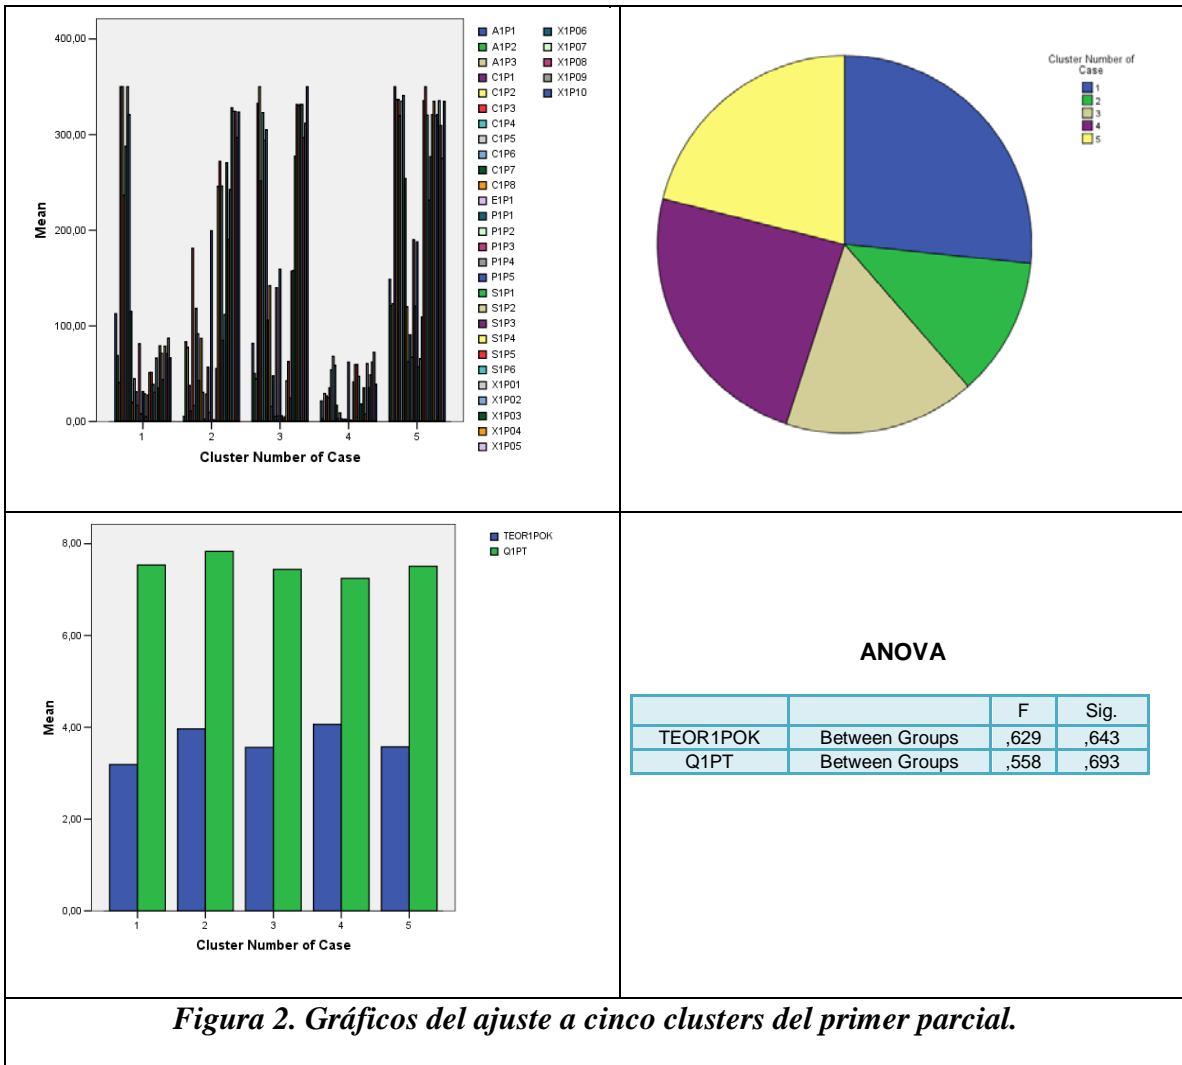 400,00
300,00
200,00
100,00
0,00
Mean
1 2 3 4 5
Cluster Number of Case
A1P1
A1P2
A1P3
C1P1
C1P2
C1P3
C1P4
C1P5
C1P6
C1P7
C1P8
E1P1
P1P1
P1P2
P1P3
P1P4
P1P5
S1P1
S1P2
S1P3
S1P4
S1P5
S1P6
X1P01
X1P02
X1P03
X1P04
X1P05
X1P06
X1P07
X1P08
X1P09
X1P10
Cluster Number of
Case
1
2
3
4
5
8,00
6,00
4,00
2,00
0,00
Mean
1 2 3 4 5
Cluster Number of Case
TEOR1POK
Q1PT
ANOVA
F Sig.
TEOR1POK Between Groups ,629 ,643
Q1PT Between Groups ,558 ,693
Figura 2. Gráficos del ajuste a cinco clusters del primer parcial.